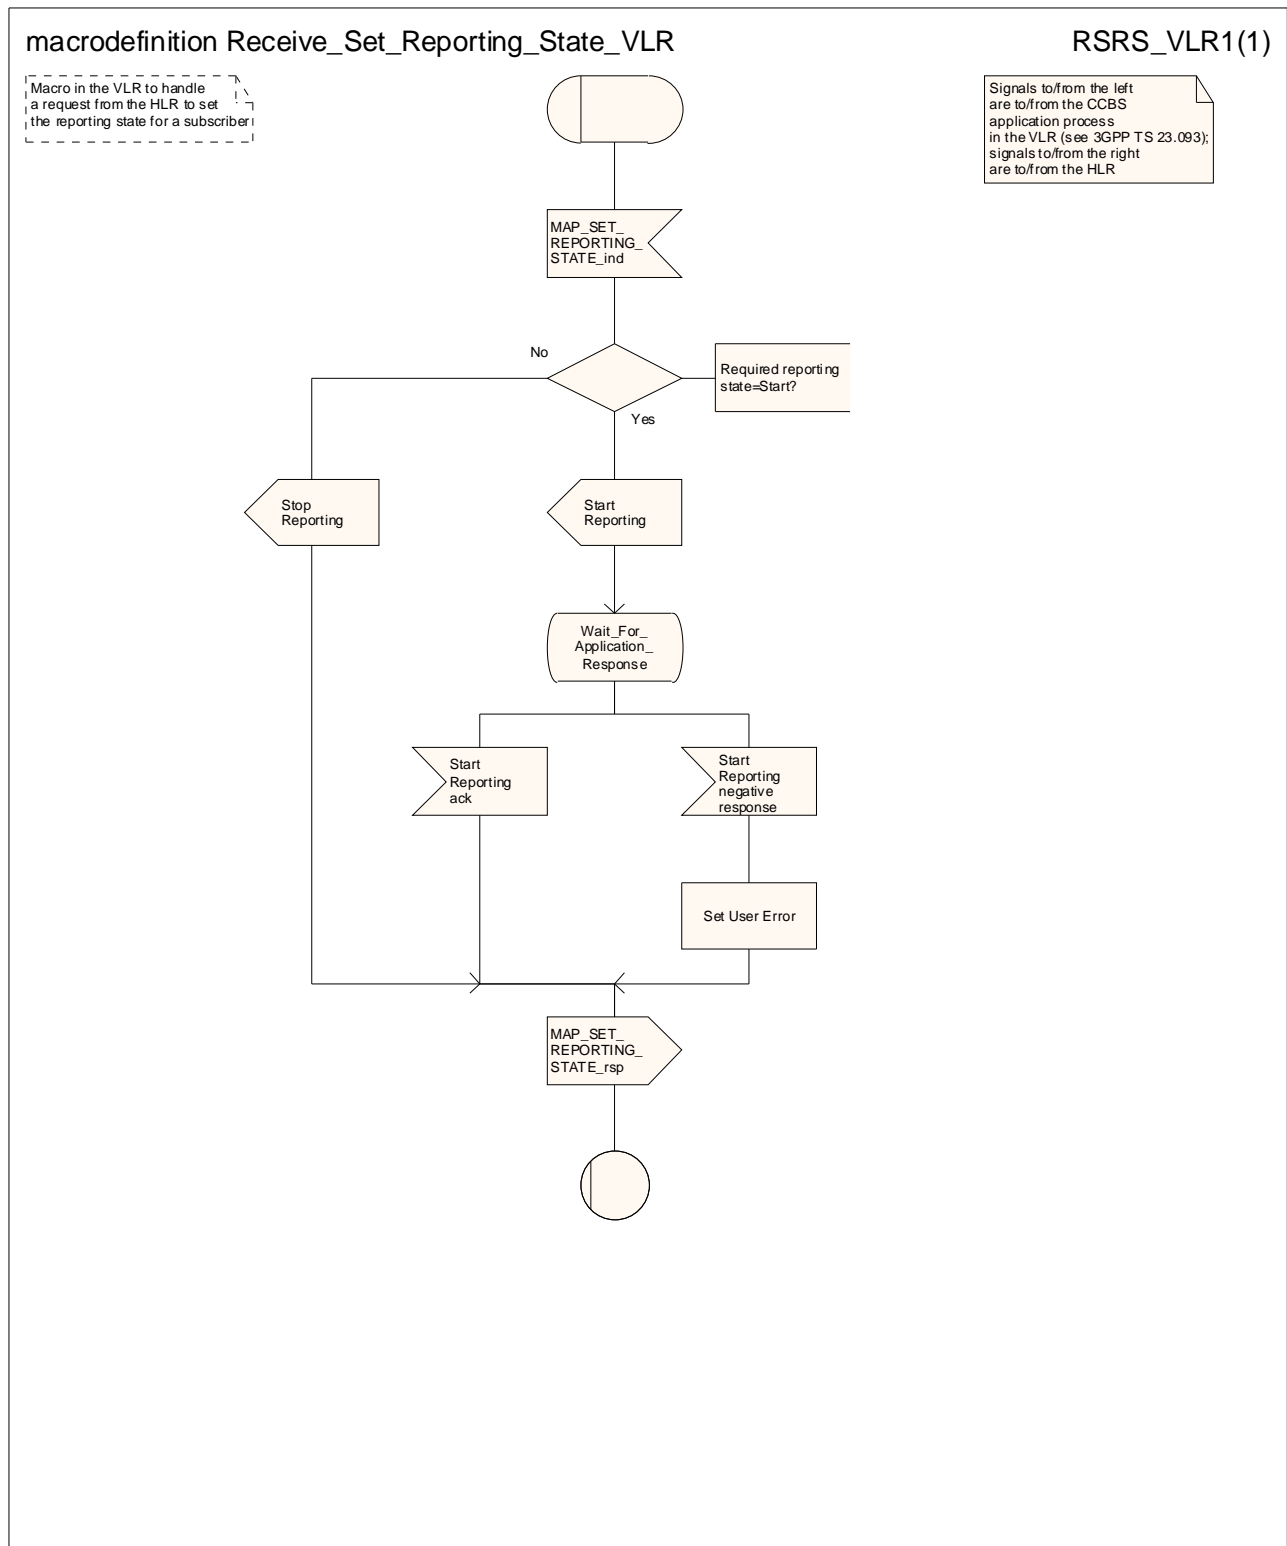 macrodefinition Receive_Set_Reporting_State_VLR
RSRS_VLR1(1)
Macro in the VLR to handle
a request from the HLR to set
the reporting state for a subscriber
Signals to/from the left
are to/from the CCBS
application process
in the VLR (see 3GPP TS 23.093);
signals to/from the right
are to/from the HLR
MAP_SET_
REPORTING_
STATE_ind
No
Required reporting
state=Start?
Yes
Stop
Reporting
Start
Reporting
Wait_For_
Application_
Response
Start
Reporting
ack
Start
Reporting
negative
response
Set User Error
MAP_SET_
REPORTING_
STATE_rsp